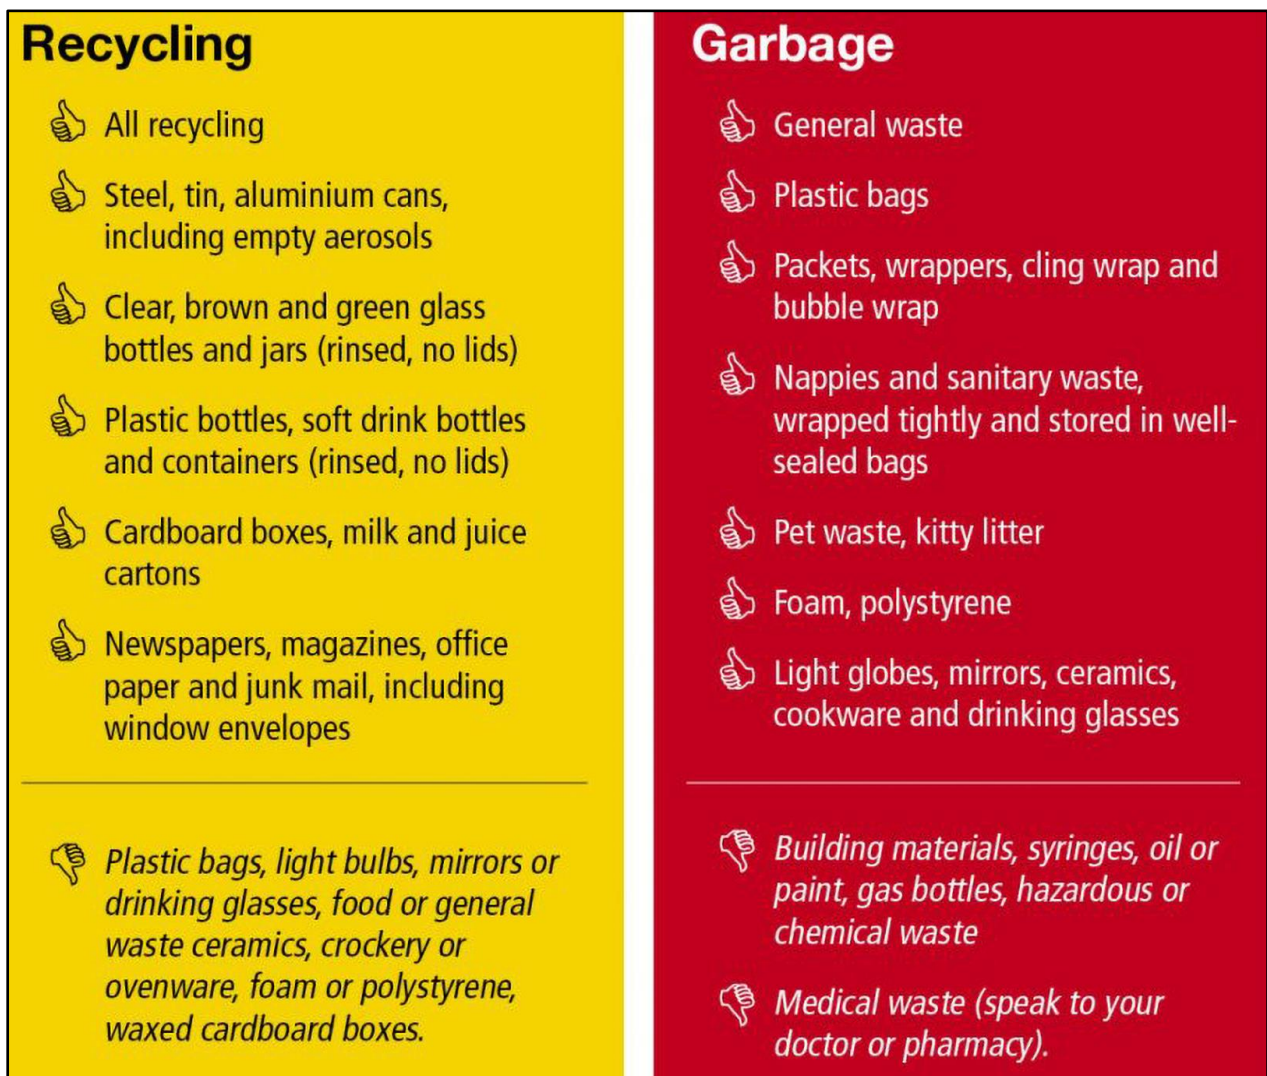 Recycling
All recycling
Steel, tin, aluminium cans,
including empty aerosols
Clear, brown and green glass
bottles and jars (rinsed, no lids)
Plastic bottles, soft drink bottles
and containers (rinsed, no lids)
Cardboard boxes, milk and juice
cartons
Newspapers, magazines, office
paper and junk mail, including
window envelopes
Plastic bags, light bulbs, mirrors or
drinking glasses, food or general
waste ceramics, crockery or
ovenware, foam or polystyrene,
waxed cardboard boxes.
Garbage
General waste
Plastic bags
Packets, wrappers, cling wrap and
bubble wrap
Nappies and sanitary waste,
wrapped tightly and stored in well-
sealed bags
Pet waste, kitty litter
Foam, polystyrene
Light globes, mirrors, ceramics,
cookware and drinking glasses
Building materials, syringes, oil or
paint, gas bottles, hazardous or
chemical waste
Medical waste (speak to your
doctor or pharmacy).